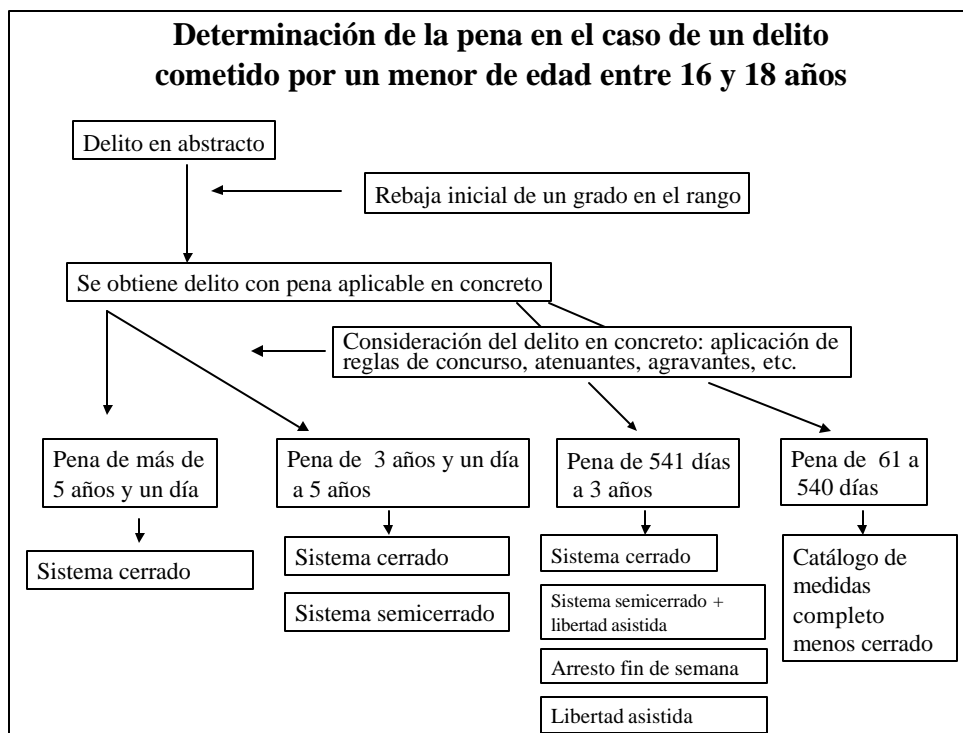 Determinación de la pena en el caso de un delito
cometido por un menor de edad entre 16 y 18 años
Delito en abstracto
Rebaja inicial de un grado en el rango
Se obtiene delito con pena aplicable en concreto
Consideración del delito en concreto: aplicación de
reglas de concurso, atenuantes, agravantes, etc.
Pena de más de
5 años y un día
Sistema cerrado
Pena de 3 años y un día
a 5 años
Sistema cerrado
Sistema semicerrado
Pena de 541 días
a 3 años
Sistema cerrado
Sistema semicerrado +
libertad asistida
Arresto fin de semana
Libertad asistida
Pena de 61 a
540 días
Catálogo de
medidas
completo
menos cerrado